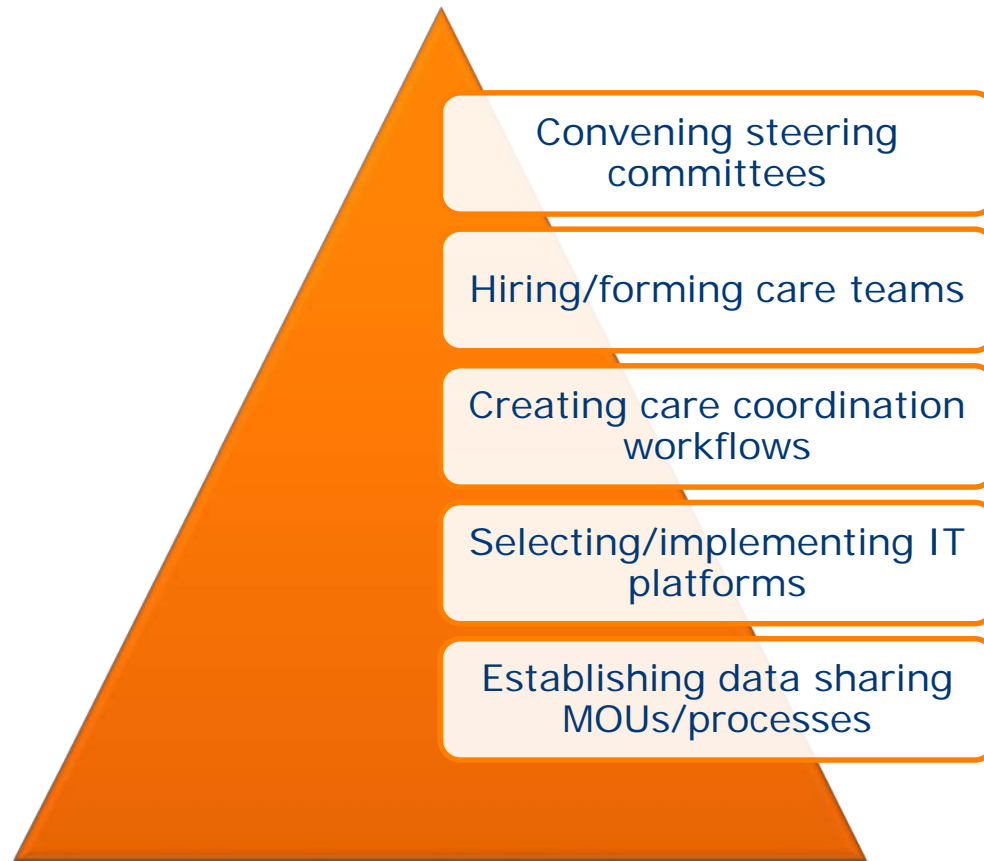 Convening steering
committees
Hiring/forming care teams
Creating care coordination
workflows
Selecting/implementing IT
platforms
Establishing data sharing
MOUs/processes